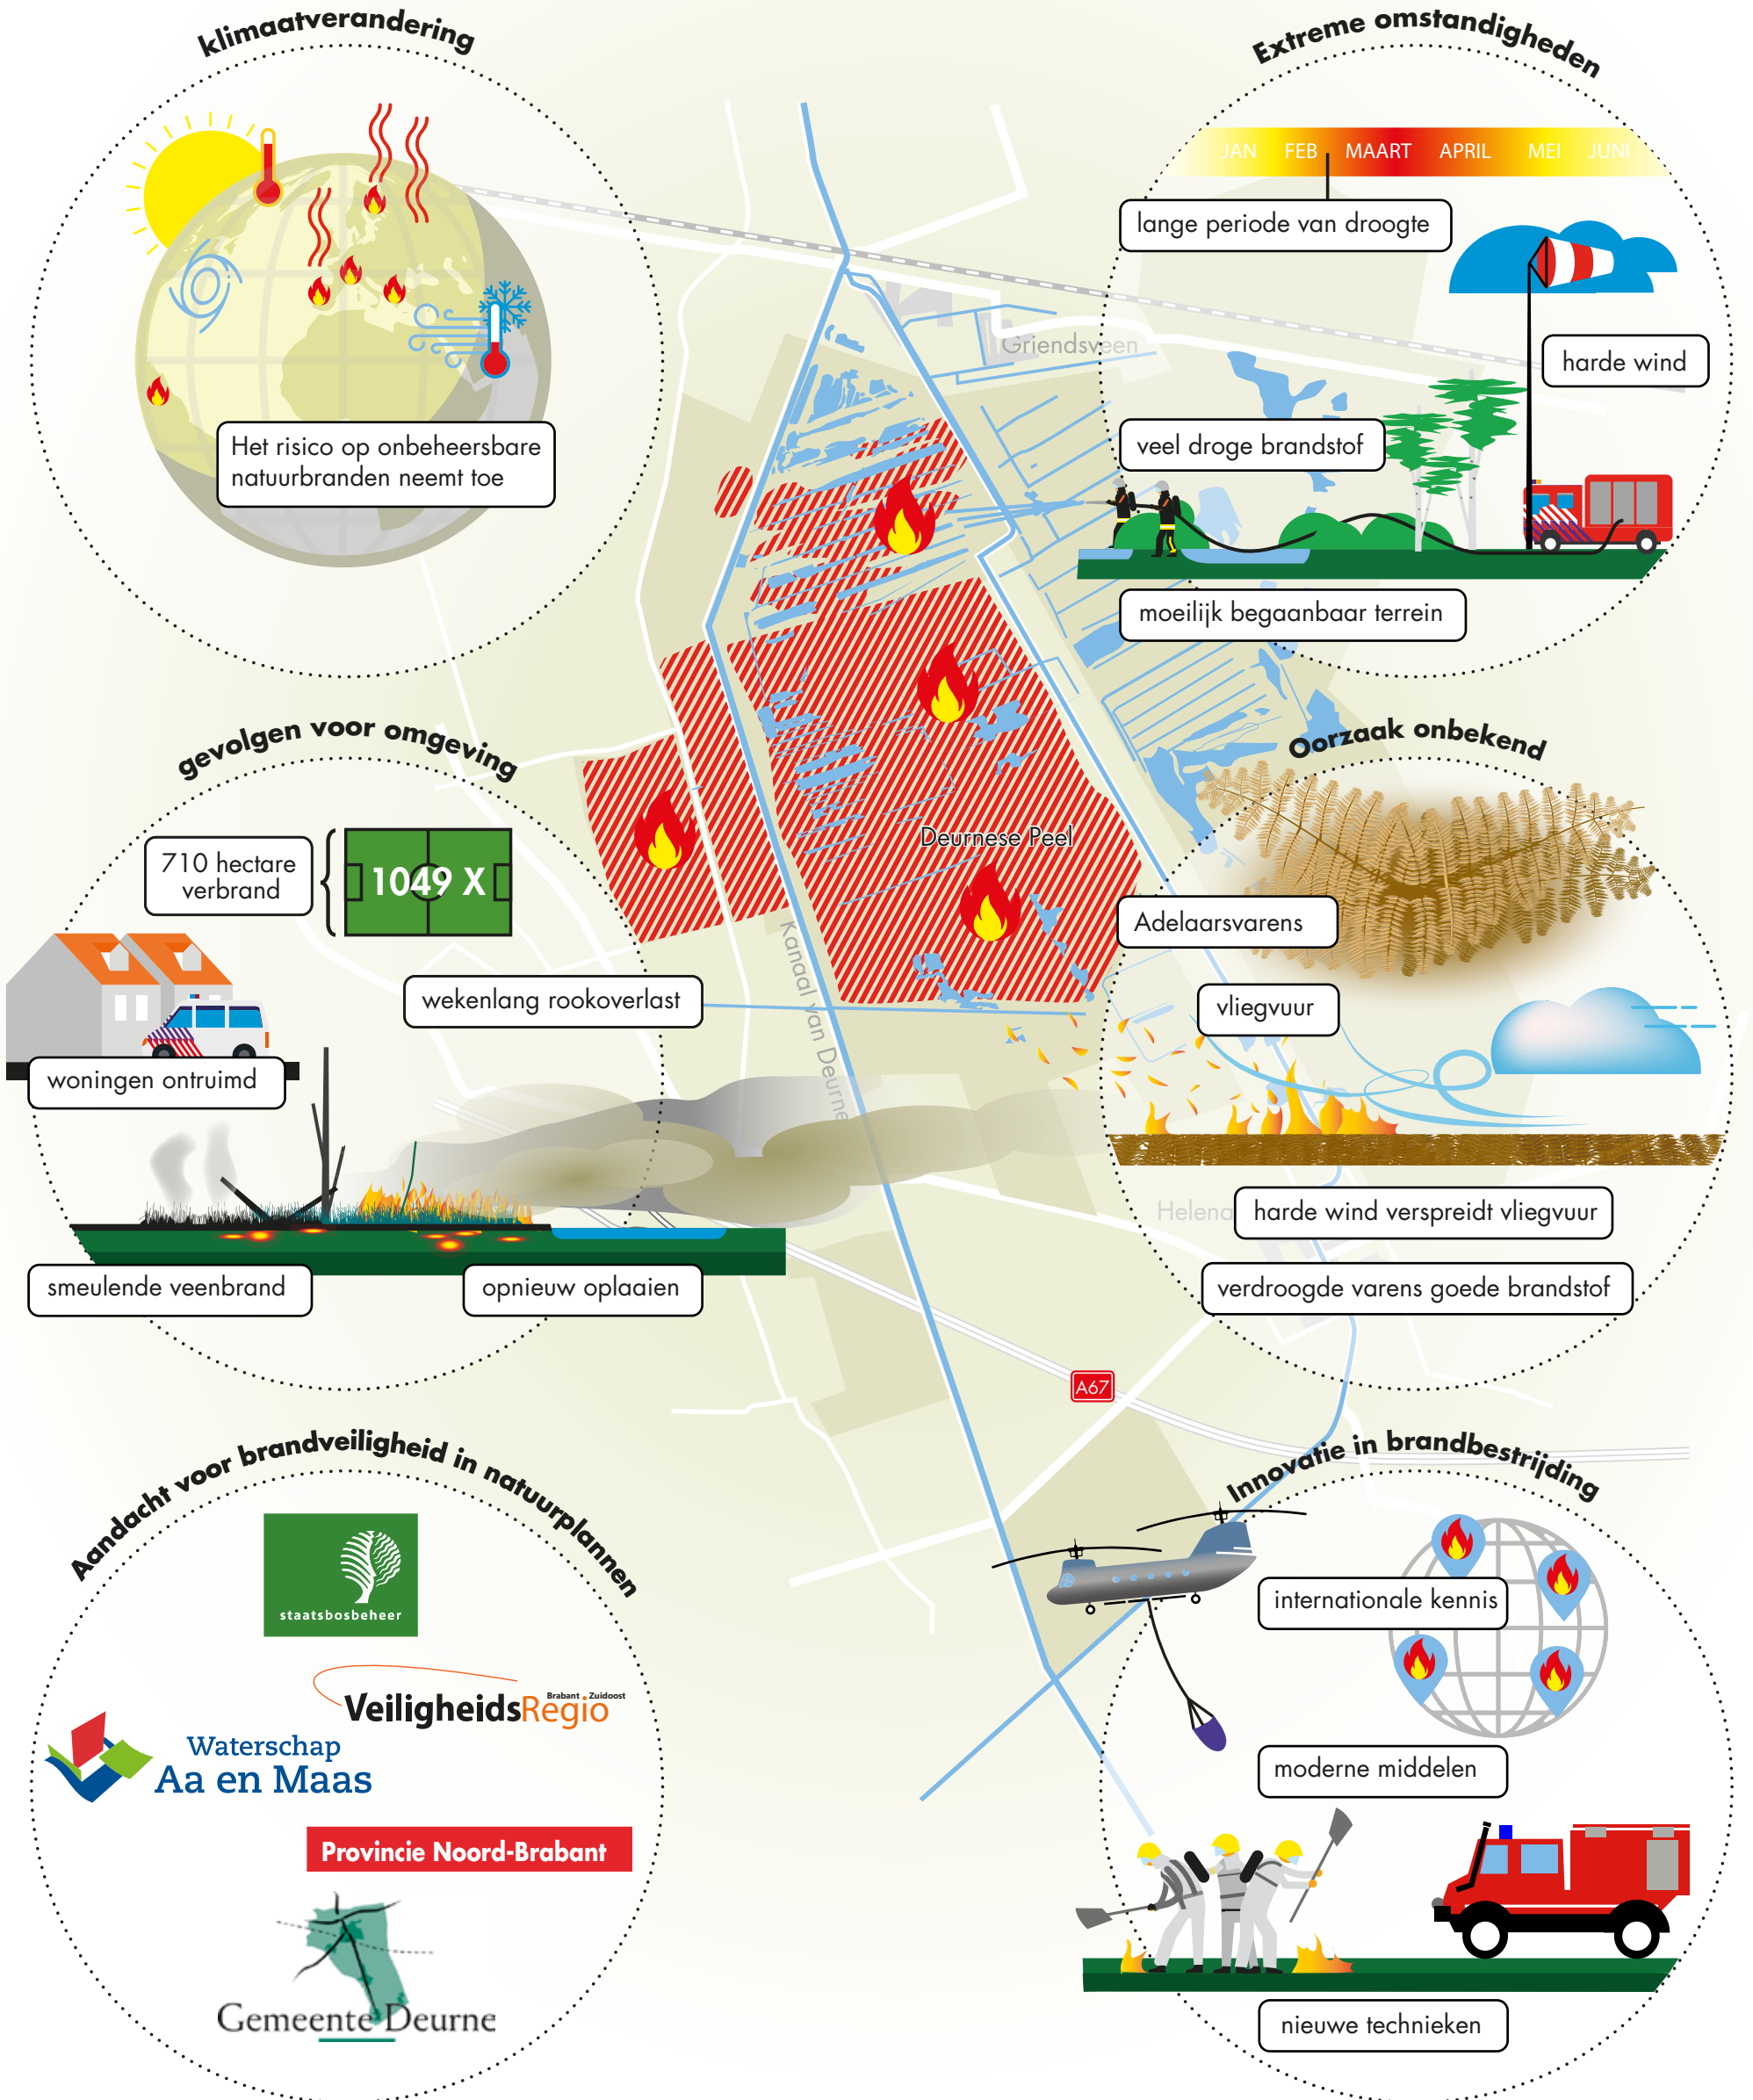 klimaatverandering
Het risico op onbeheersbare
natuurbranden neemt toe
Extreme omstandigheden
JAN FEB MAART APRIL MEI JUNI
lange periode van droogte
harde wind
veel droge brandstof
moeilijk begaanbaar terrein
Griendsveen
Deurnese Peel
Kanaal van Deurne
gevolgen voor omgeving
710 hectare
verbrand
1049 X
wekenlang rookoverlast
woningen ontruimd
smeulende veenbrand
opnieuw oplaaien
Oorzaak onbekend
Adelaarsvarens
vliegvuur
Helena
harde wind verspreidt vliegvuur
verdroogde varens goede brandstof
A67
Aandacht voor brandveiligheid in natuurplannen
staatsbosbeheer
Brabant Zuidoost
VeiligheidsRegio
Waterschap
Aa en Maas
Provincie Noord-Brabant
Gemeente Deurne
Innovatie in brandbestrijding
internationale kennis
moderne middelen
nieuwe technieken